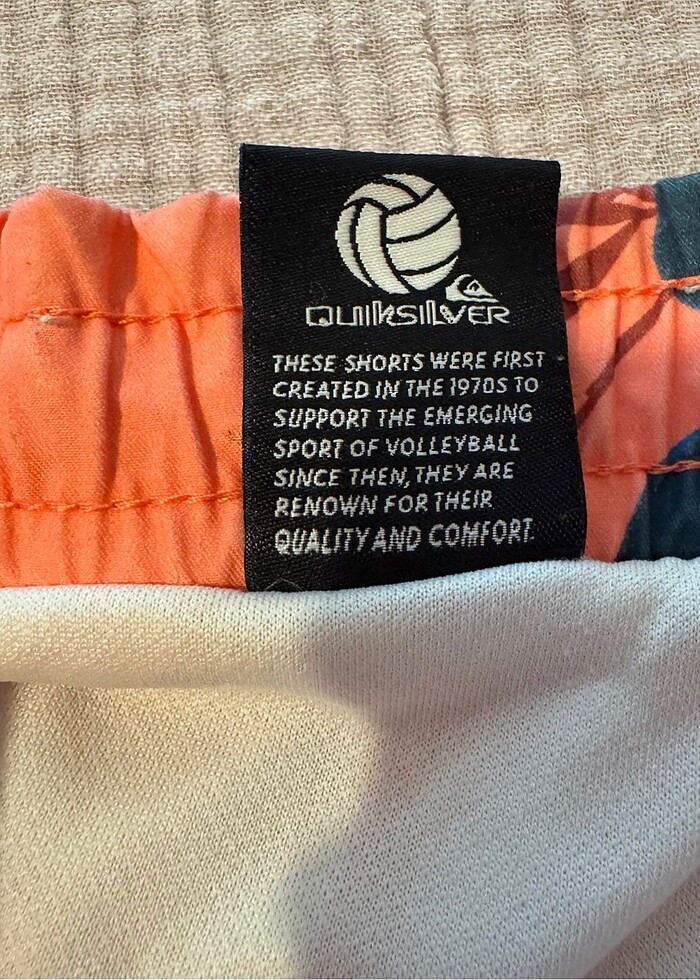 QUIKSILVER
THESE SHORTS WERE FIRST
CREATED IN THE 1970S TO
SUPPORT THE EMERGING
SPORT OF VOLLEYBALL
SINCE THEN, THEY ARE
RENOWN FOR THEIR
QUALITY AND COMFORT.